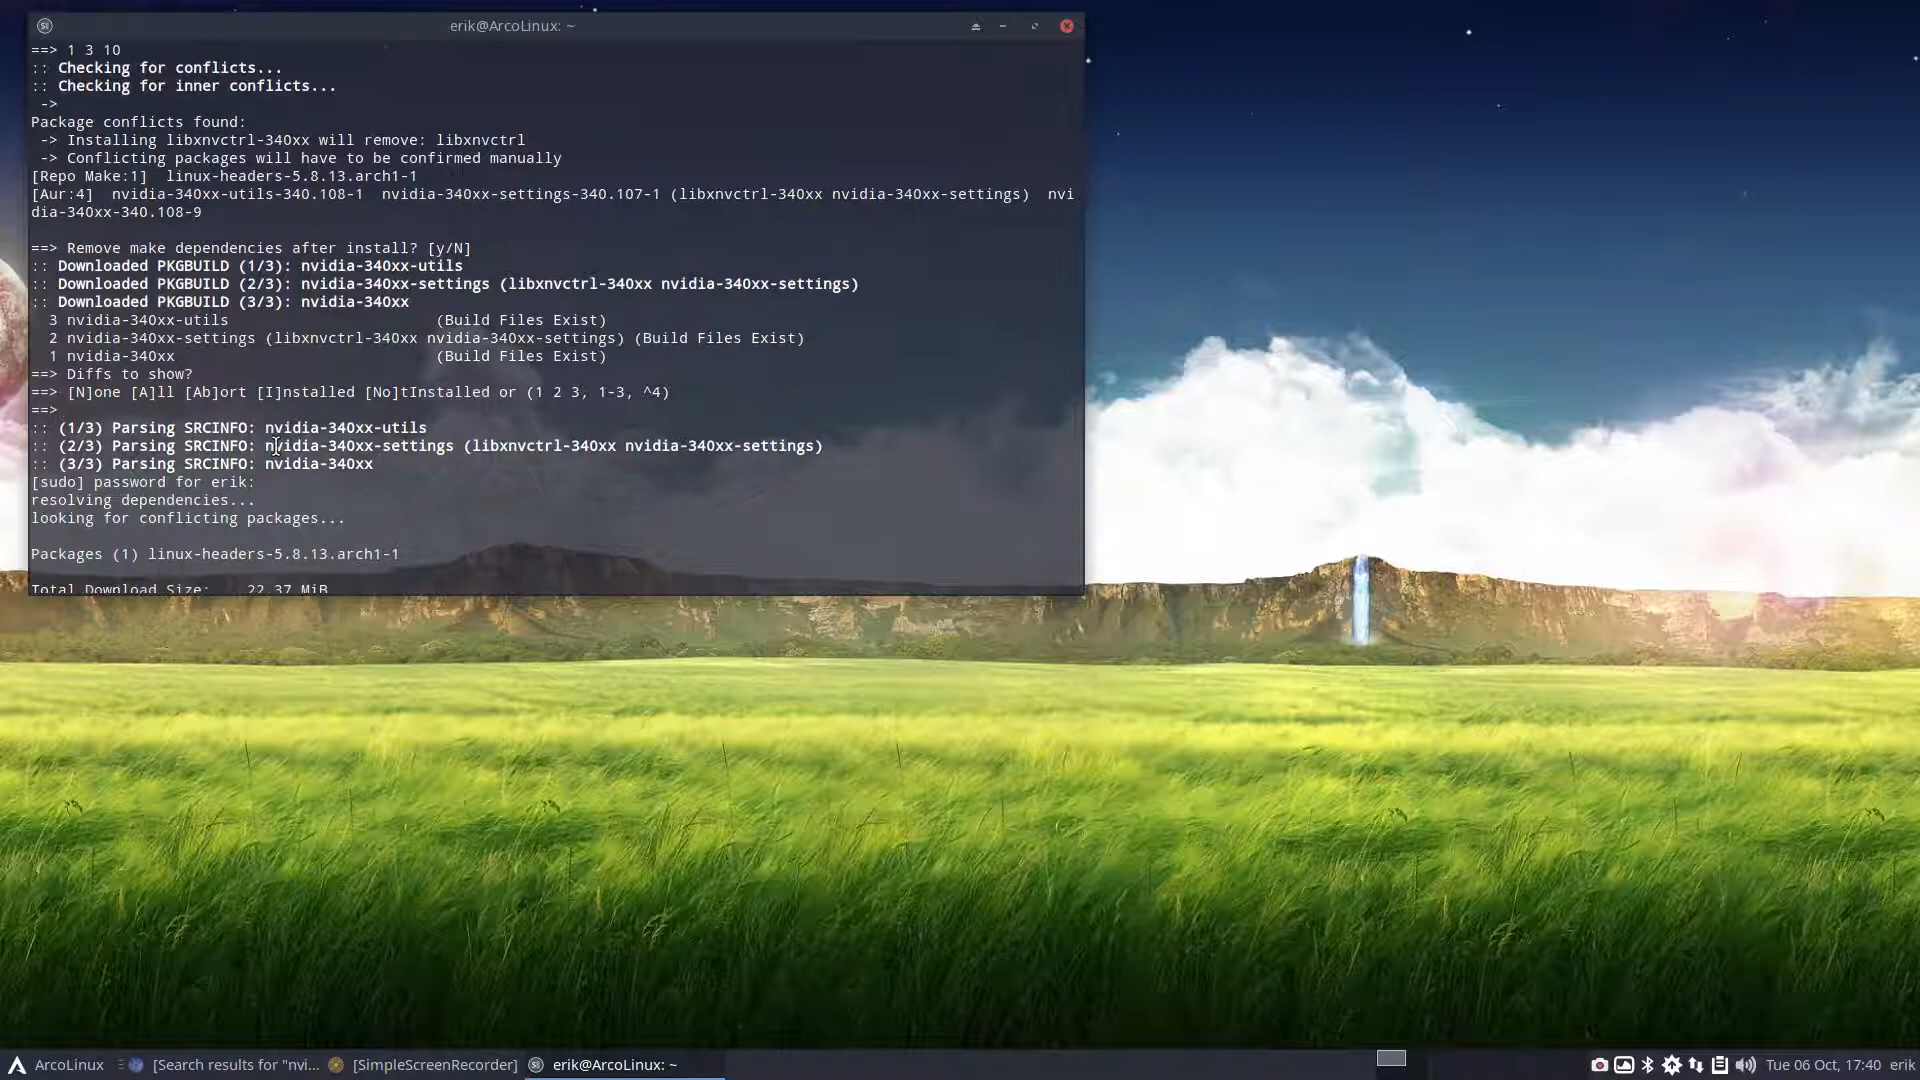 erik@ArcoLinux: ~
==> 1 3 10
:: Checking for conflicts...
:: Checking for inner conflicts...
->
Package conflicts found:
-> Installing libxnvctrl-340xx will remove: libxnvctrl
-> Conflicting packages will have to be confirmed manually
[Repo Make:1]  linux-headers-5.8.13.arch1-1
[Aur:4]  nvidia-340xx-utils-340.108-1  nvidia-340xx-settings-340.107-1 (libxnvctrl-340xx nvidia-340xx-settings)  nvi
dia-340xx-340.108-9
==> Remove make dependencies after install? [y/N]
:: Downloaded PKGBUILD (1/3): nvidia-340xx-utils
:: Downloaded PKGBUILD (2/3): nvidia-340xx-settings (libxnvctrl-340xx nvidia-340xx-settings)
:: Downloaded PKGBUILD (3/3): nvidia-340xx
3 nvidia-340xx-utils (Build Files Exist)
2 nvidia-340xx-settings (libxnvctrl-340xx nvidia-340xx-settings) (Build Files Exist)
1 nvidia-340xx (Build Files Exist)
==> Diffs to show?
==> [N]one [A]ll [Ab]ort [I]nstalled [No]tInstalled or (1 2 3, 1-3, ^4)
==>
:: (1/3) Parsing SRCINFO: nvidia-340xx-utils
:: (2/3) Parsing SRCINFO: nvidia-340xx-settings (libxnvctrl-340xx nvidia-340xx-settings)
:: (3/3) Parsing SRCINFO: nvidia-340xx
[sudo] password for erik:
resolving dependencies...
looking for conflicting packages...
Packages (1) linux-headers-5.8.13.arch1-1
Total Download Size: 22.37 MiB
ArcoLinux [Search results for "nvi... [SimpleScreenRecorder] erik@ArcoLinux: ~ Tue 06 Oct, 17:40 erik